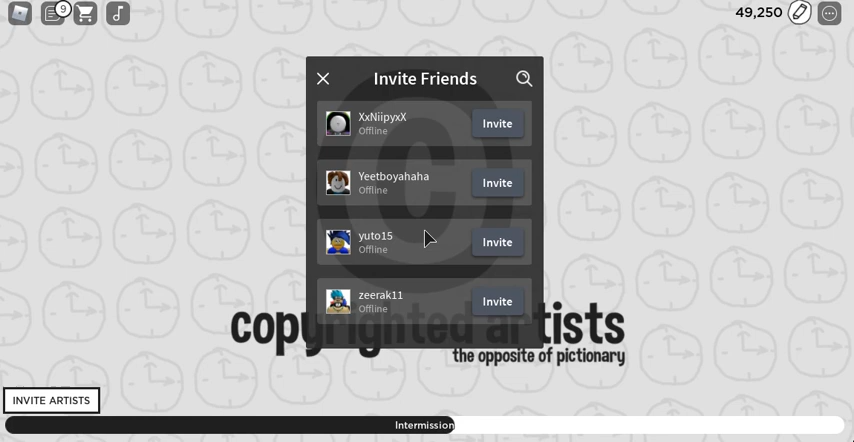 9
49,250
Invite Friends
XxNiipyxX
Offline
Invite
Yeetboyahaha
Offline
Invite
yuto15
Offline
Invite
zeerak11
Offline
Invite
copyrighted artists
the opposite of pictionary
INVITE ARTISTS
Intermission